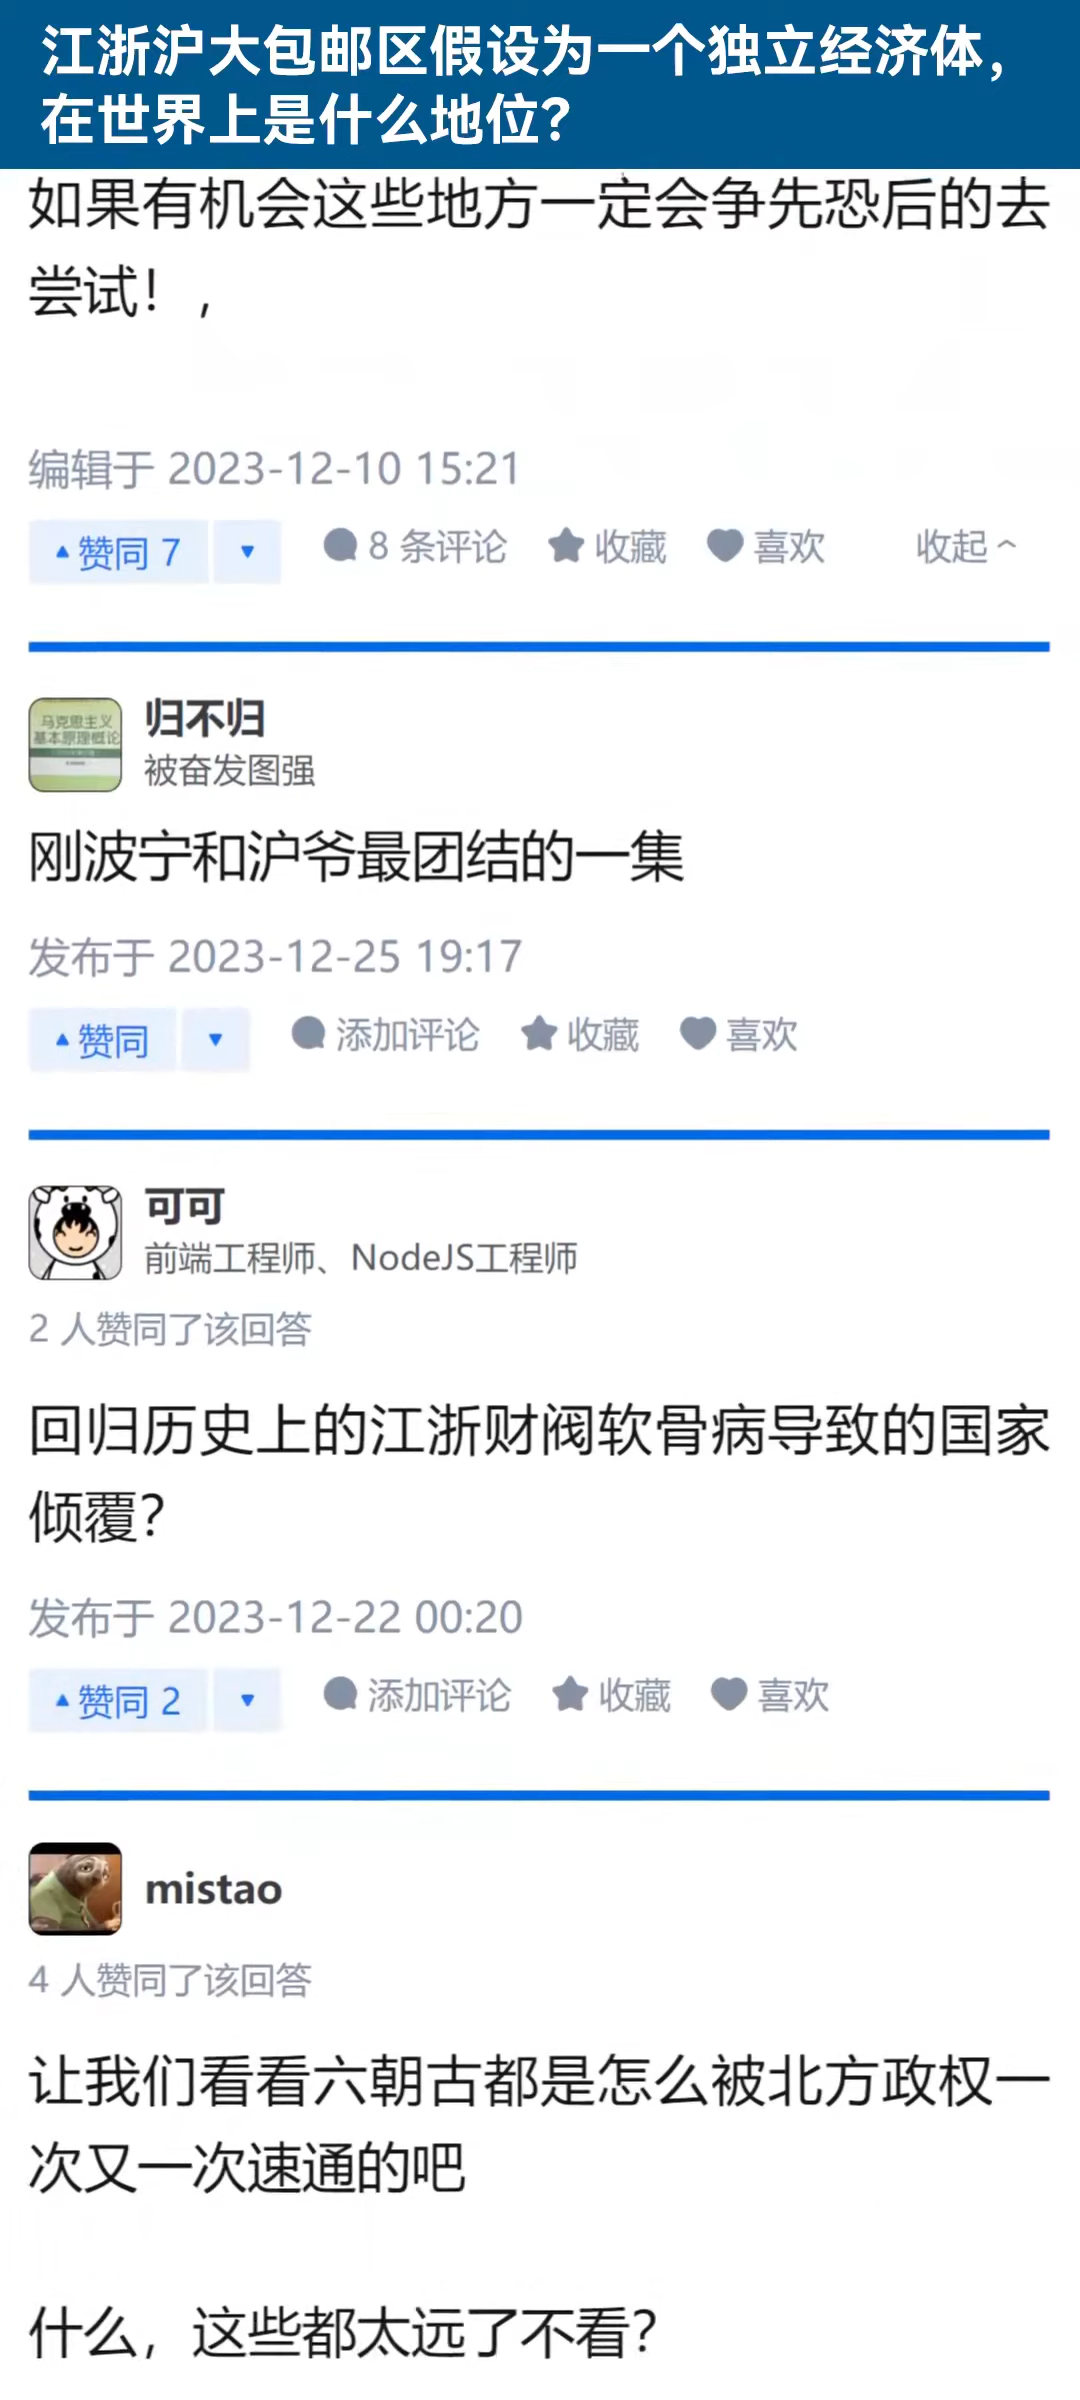 江浙沪大包邮区假设为一个独立经济体，
在世界上是什么地位？
如果有机会这些地方一定会争先恐后的去
尝试！，
编辑于 2023-12-10 15:21
赞同 7
8 条评论
收藏
喜欢
收起
马克思主义
基本原理概论
归不归
被奋发图强
刚波宁和沪爷最团结的一集
发布于 2023-12-25 19:17
赞同
添加评论
收藏
喜欢
可可
前端工程师、NodeJS工程师
2 人赞同了该回答
回归历史上的江浙财阀软骨病导致的国家
倾覆？
发布于 2023-12-22 00:20
赞同 2
添加评论
收藏
喜欢
mistao
4 人赞同了该回答
让我们看看六朝古都是怎么被北方政权一
次又一次速通的吧
什么，这些都太远了不看？